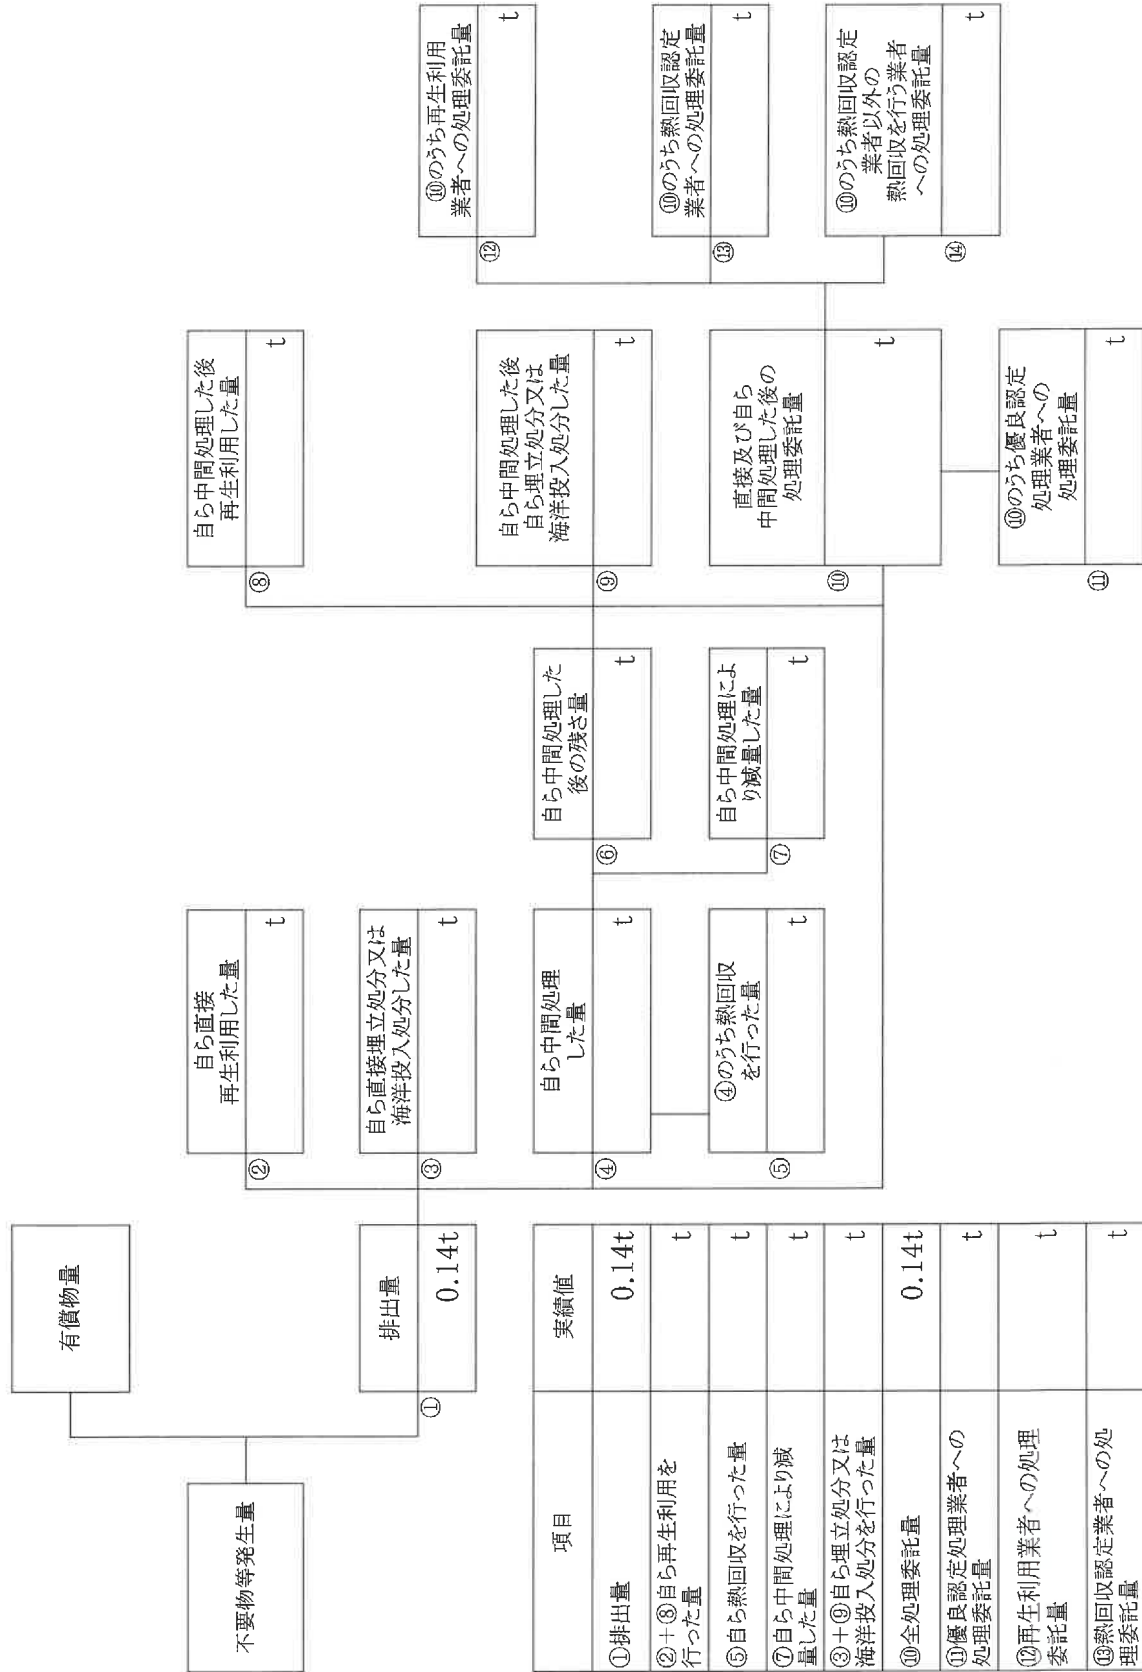 不要物等発生量
有償物量
排出量
①
0.14t
自ら直接
再生利用した量
②
t
自ら直接埋立処分又は
海洋投入処分した量
③
t
自ら中間処理
した量
④
t
④のうち熱回収
を行った量
⑤
t
自ら中間処理した
後の残さ量
⑥
t
自ら中間処理によ
り減量した量
⑦
t
自ら中間処理した後
再生利用した量
⑧
t
自ら中間処理した後
自ら埋立処分又は
海洋投入処分した量
⑨
t
直接及び自ら
中間処理した後の
処理委託量
⑩
t
⑩のうち優良認定
処理業者への
処理委託量
⑪
t
⑩のうち再生利用
業者への処理委託量
⑫
t
⑩のうち熱回収認定
業者への処理委託量
⑬
t
⑩のうち熱回収認定
業者以外の
熱回収を行う業者
への処理委託量
⑭
t
項目 実績値
①排出量 0.14t
②+⑧自ら再生利用を
行った量 t
⑤自ら熱回収を行った量 t
⑦自ら中間処理により減
量した量 t
③+⑨自ら埋立処分又は
海洋投入処分を行った量 t
⑩全処理委託量 0.14t
⑪優良認定処理業者への
処理委託量 t
⑫再生利用業者への処理
委託量 t
⑬熱回収認定業者への処
理委託量 t